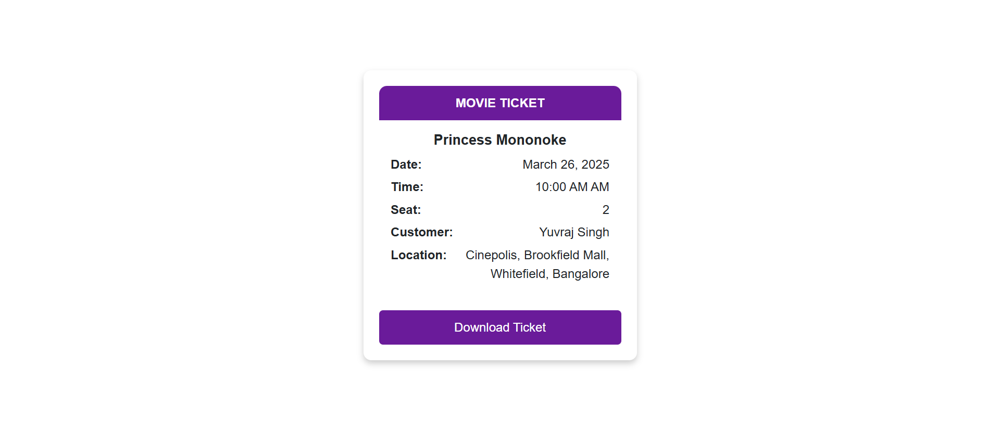 MOVIE TICKET
Princess Mononoke
Date: March 26, 2025
Time: 10:00 AM AM
Seat: 2
Customer: Yuvraj Singh
Location: Cinepolis, Brookfield Mall,
Whitefield, Bangalore
Download Ticket